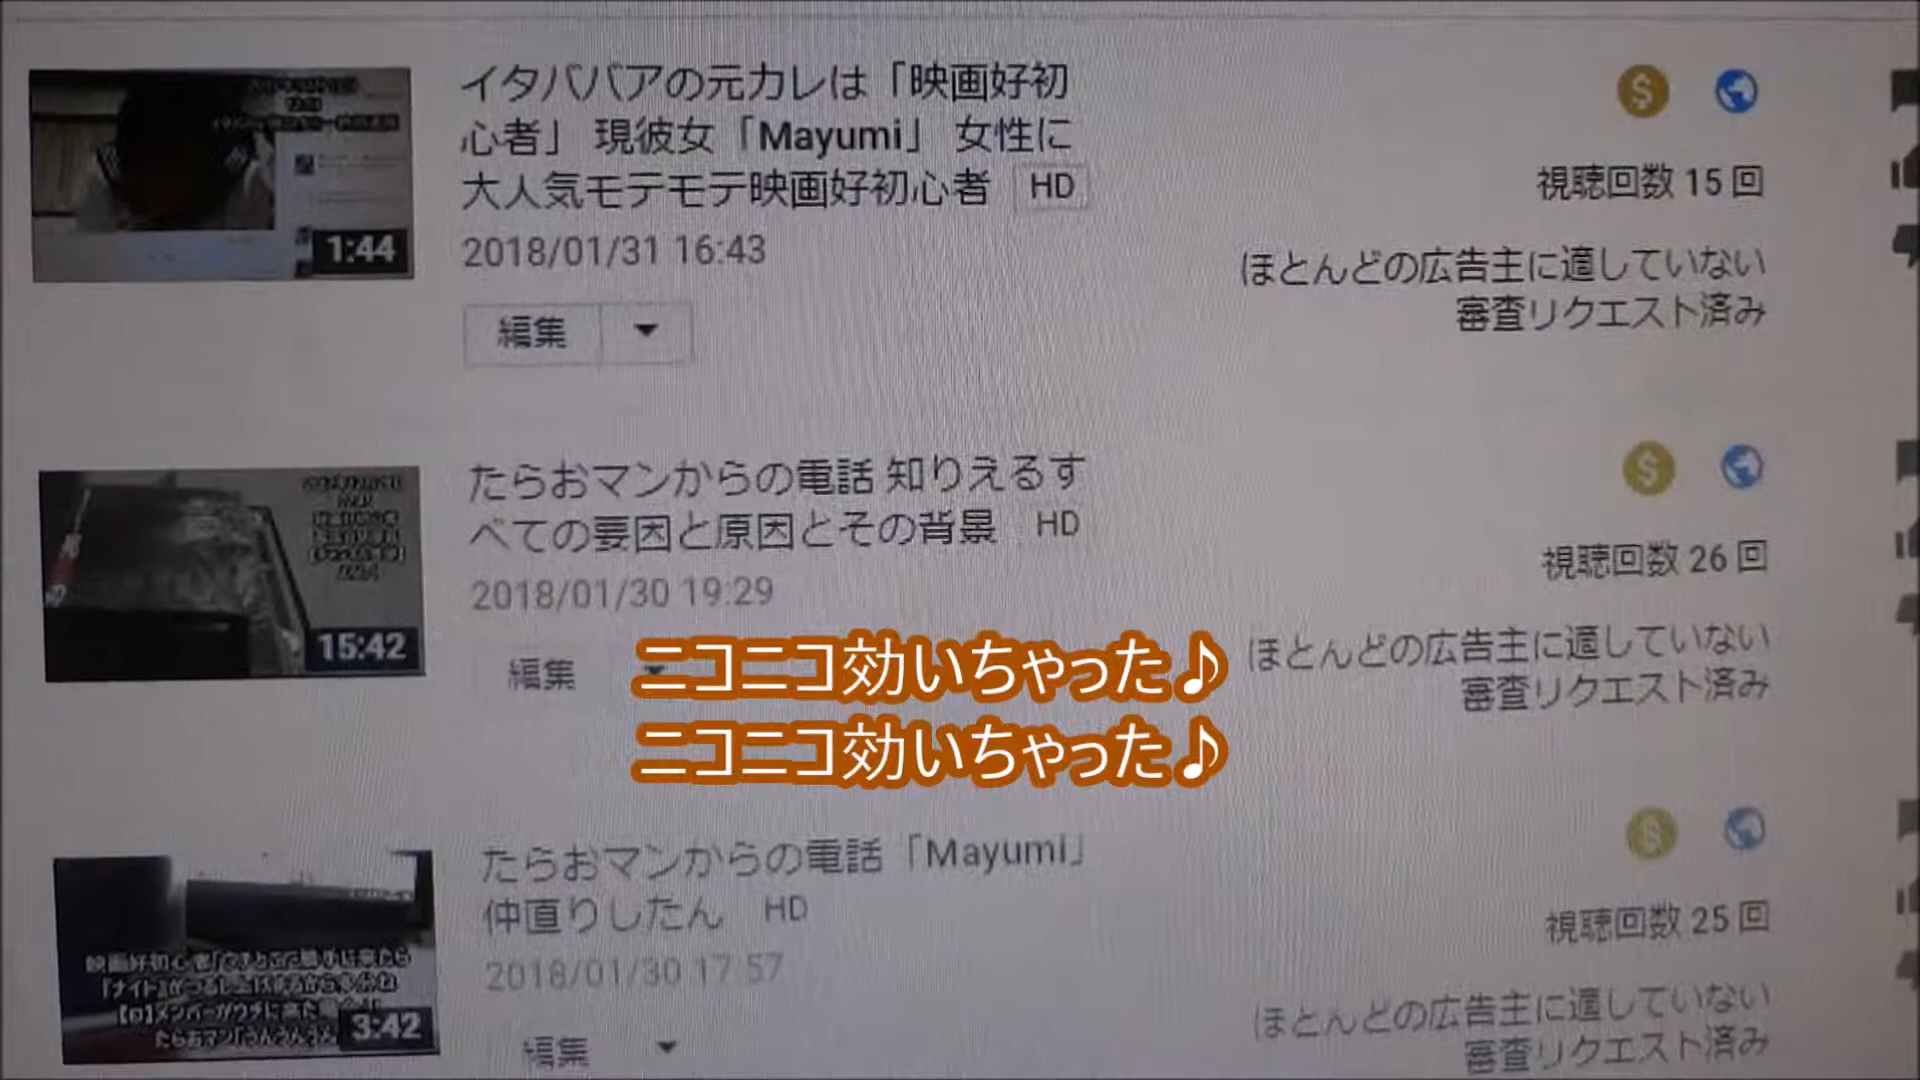 イタババアの元カレは「映画好初
心者」 現彼女「Mayumi」 女性に
大人気モテモテ映画好初心者 HD
2018/01/31 16:43
編集
1:44
視聴回数 15 回
ほとんどの広告主に適していない
審査リクエスト済み
たらおマンからの電話 知りえるす
べての要因と原因とその背景 HD
2018/01/30 19:29
編集
15:42
視聴回数 26 回
ほとんどの広告主に適していない
審査リクエスト済み
ニコニコ効いちゃった♪
ニコニコ効いちゃった♪
たらおマンからの電話「Mayumi」
仲直りしたん HD
2018/01/30 17:57
編集
3:42
視聴回数 25 回
ほとんどの広告主に適していない
審査リクエスト済み